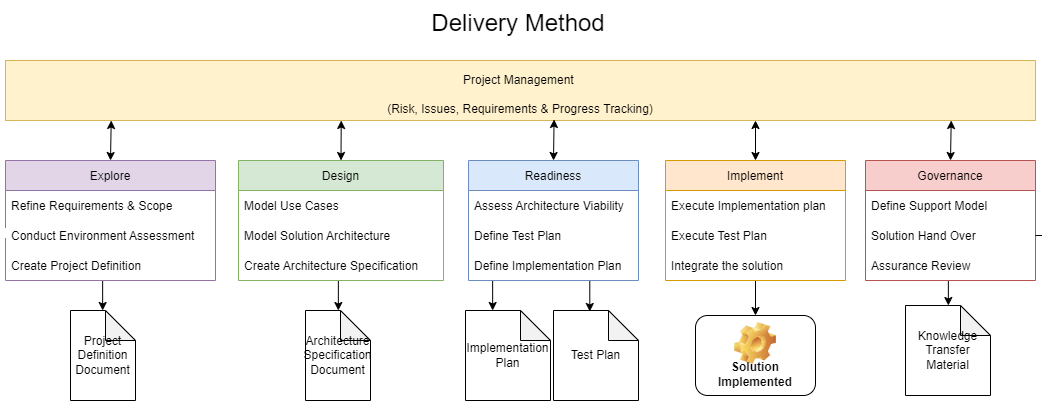 Delivery Method
Project Management
(Risk, Issues, Requirements & Progress Tracking)
Explore
Refine Requirements & Scope
Conduct Environment Assessment
Create Project Definition
Project
Definition
Document
Design
Model Use Cases
Model Solution Architecture
Create Architecture Specification
Architecture
Specification
Document
Readiness
Assess Architecture Viability
Define Test Plan
Define Implementation Plan
Implementation
Plan
Test Plan
Implement
Execute Implementation plan
Execute Test Plan
Integrate the solution
Solution
Implemented
Governance
Define Support Model
Solution Hand Over
Assurance Review
Knowledge
Transfer
Material